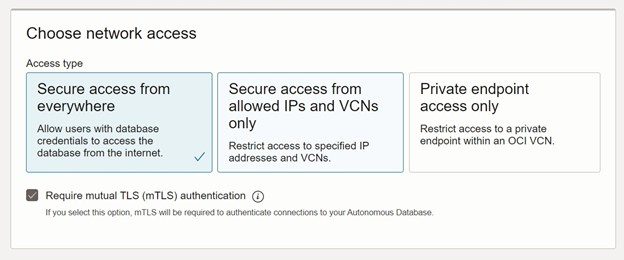 Choose network access
Access type
Secure access from
everywhere
Allow users with database
credentials to access the
database from the internet.
Secure access from
allowed IPs and VCNs
only
Restrict access to specified IP
addresses and VCNs.
Private endpoint
access only
Restrict access to a private
endpoint within an OCI VCN.
Require mutual TLS (mTLS) authentication
If you select this option, mTLS will be required to authenticate connections to your Autonomous Database.